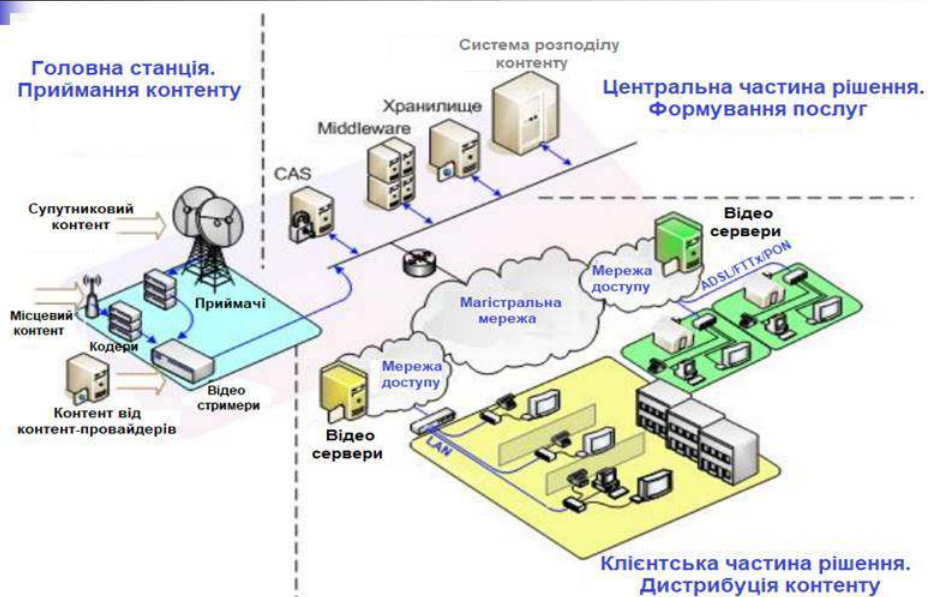 Головна станція.
Приймання контенту
Система розподілу
контенту
Центральна частина рішення.
Формування послуг
Хранилище
Middleware
CAS
Супутниковий
контент
Приймачі
Місцевий
контент
Кодери
Відео
стримери
Контент від
контент-провайдерів
Відео
сервери
Мережа
доступу
ADSL/FTTx/PON
Магістральна
мережа
Мережа
доступу
Відео
сервери
LAN
Клієнтська частина рішення.
Дистрибуція контенту